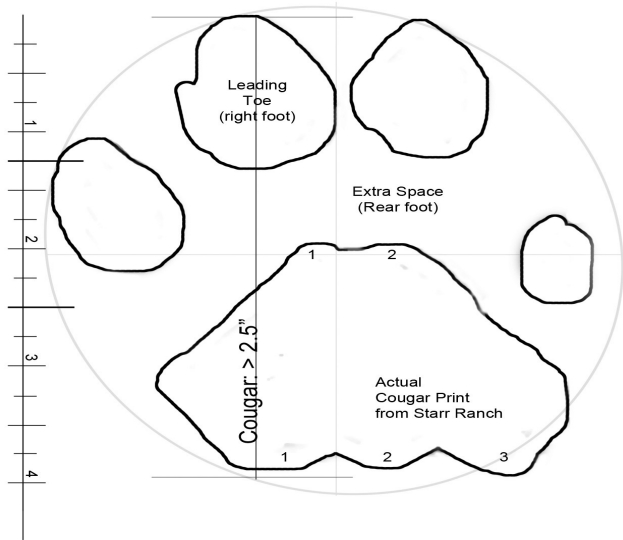 Leading
Toe
(right foot)
1
Extra Space
(Rear foot)
2
1 2
3
Cougar: > 2.5”
Actual
Cougar Print
from Starr Ranch
1 2 3
4